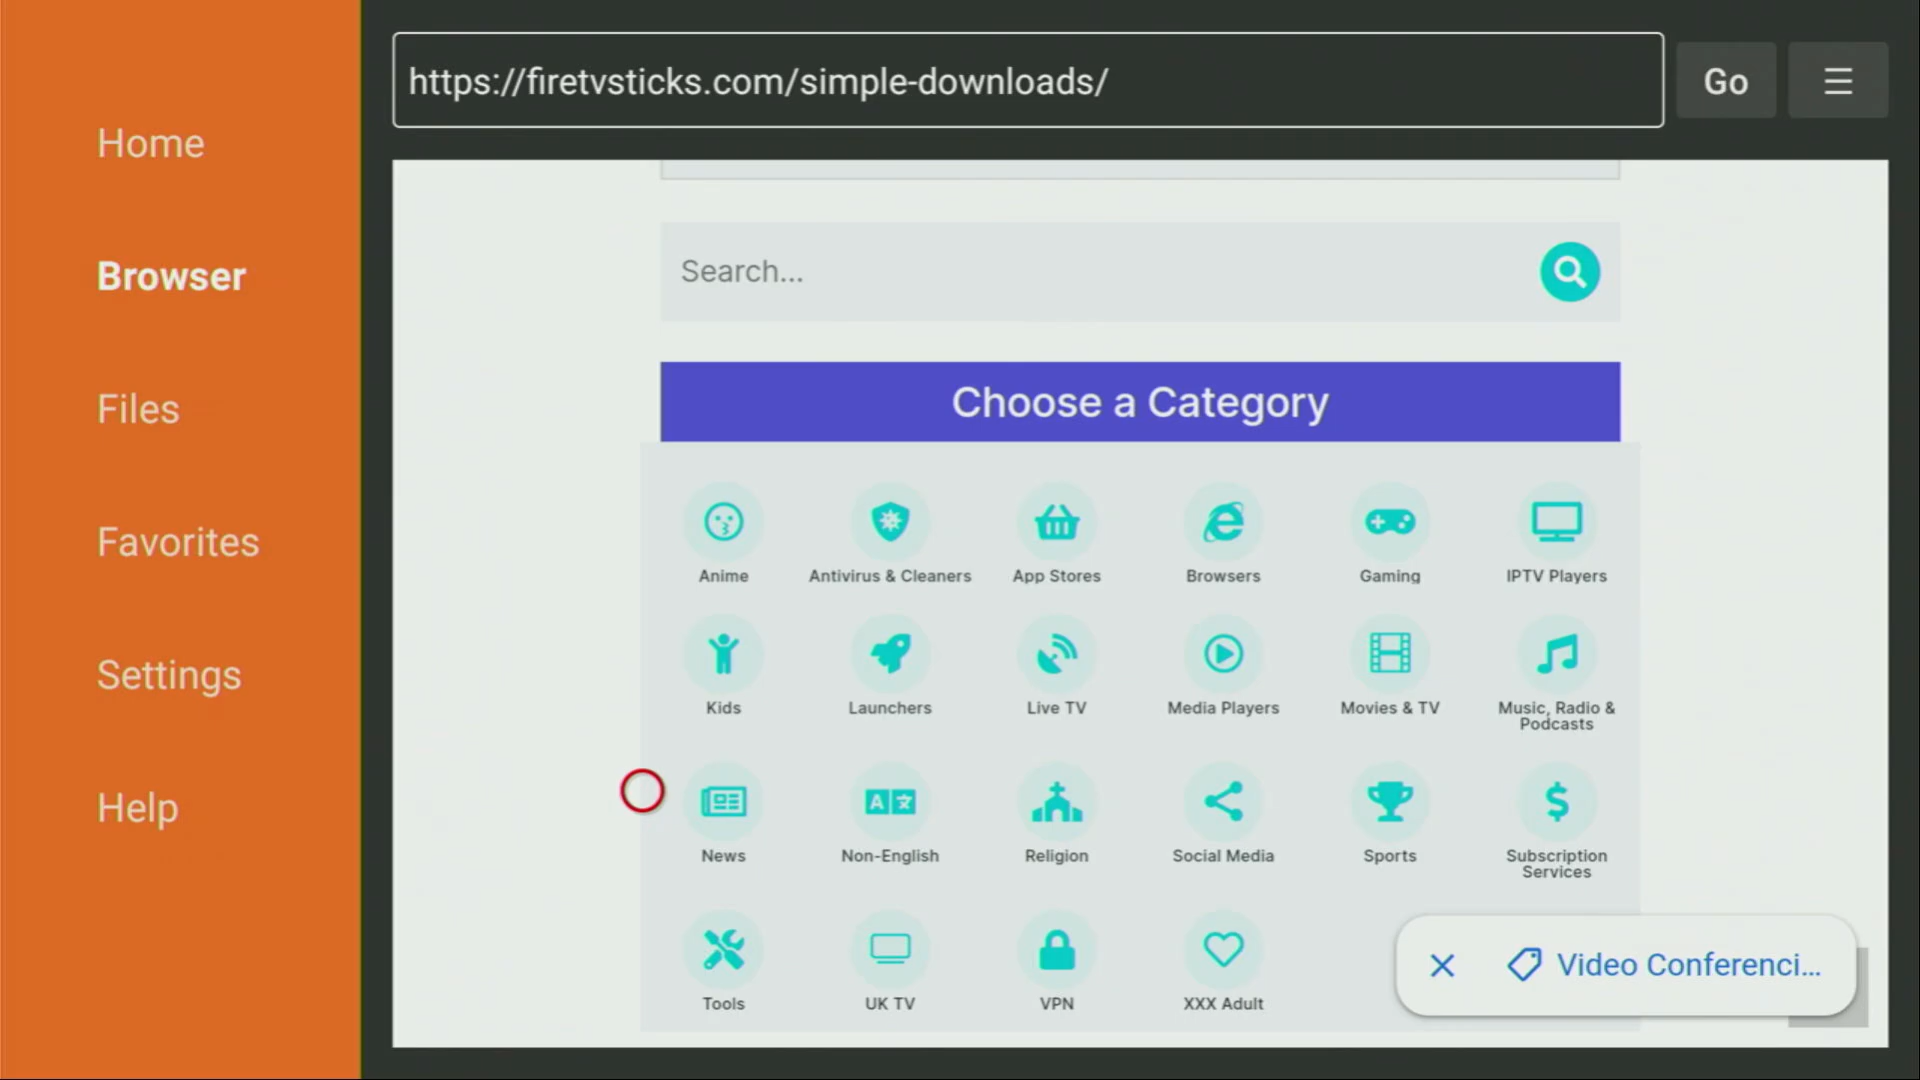 https://firetvsticks.com/simple-downloads/
Go
Home
Browser
Files
Favorites
Settings
Help
Search...
Choose a Category
Anime
Antivirus & Cleaners
App Stores
Browsers
Gaming
IPTV Players
Kids
Launchers
Live TV
Media Players
Movies & TV
Music, Radio &
Podcasts
News
Non-English
Religion
Social Media
Sports
Subscription
Services
Tools
UK TV
VPN
XXX Adult
Video Conferenci...